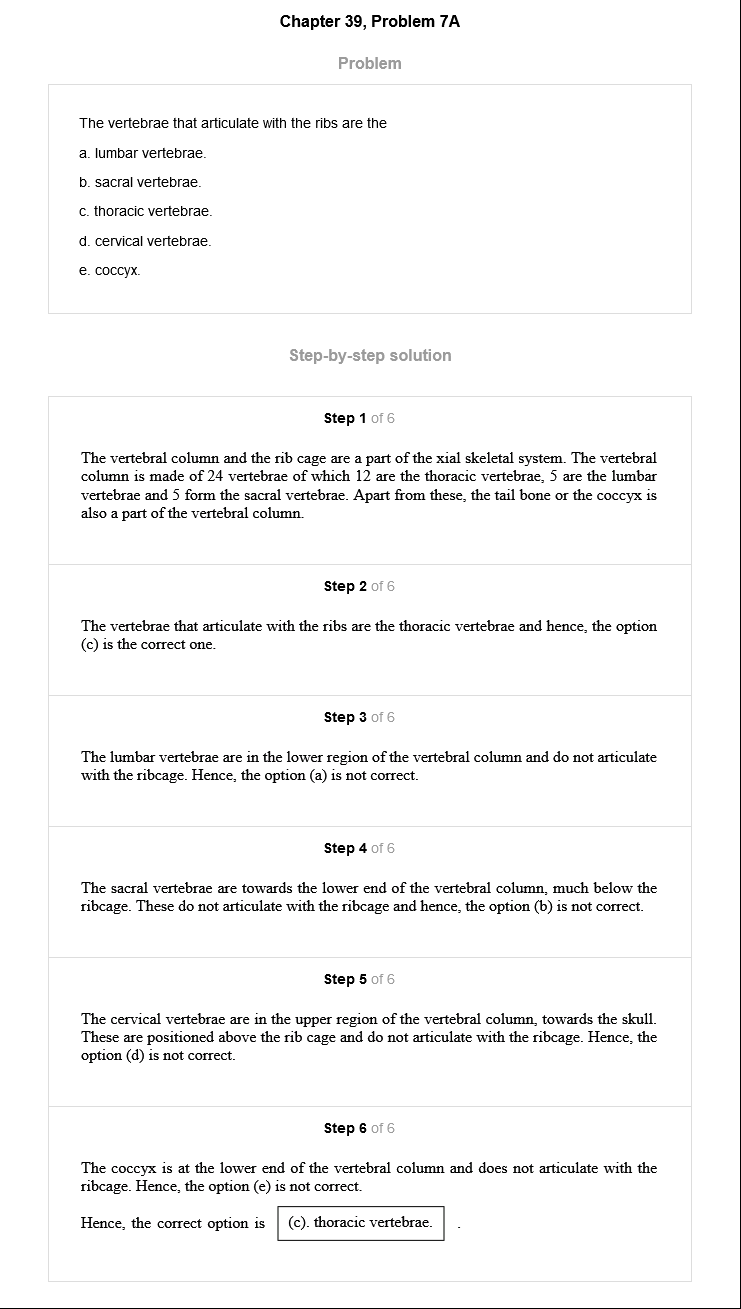 Chapter 39, Problem 7A
Problem
The vertebrae that articulate with the ribs are the
a. lumbar vertebrae.
b. sacral vertebrae.
c. thoracic vertebrae.
d. cervical vertebrae.
e. coccyx.
Step-by-step solution
Step 1 of 6
The vertebral column and the rib cage are a part of the xial skeletal system. The vertebral
column is made of 24 vertebrae of which 12 are the thoracic vertebrae, 5 are the lumbar
vertebrae and 5 form the sacral vertebrae. Apart from these, the tail bone or the coccyx is
also a part of the vertebral column.
Step 2 of 6
The vertebrae that articulate with the ribs are the thoracic vertebrae and hence, the option
(c) is the correct one.
Step 3 of 6
The lumbar vertebrae are in the lower region of the vertebral column and do not articulate
with the ribcage. Hence, the option (a) is not correct.
Step 4 of 6
The sacral vertebrae are towards the lower end of the vertebral column, much below the
ribcage. These do not articulate with the ribcage and hence, the option (b) is not correct.
Step 5 of 6
The cervical vertebrae are in the upper region of the vertebral column, towards the skull.
These are positioned above the rib cage and do not articulate with the ribcage. Hence, the
option (d) is not correct.
Step 6 of 6
The coccyx is at the lower end of the vertebral column and does not articulate with the
ribcage. Hence, the option (e) is not correct.
Hence, the correct option is (c). thoracic vertebrae. .